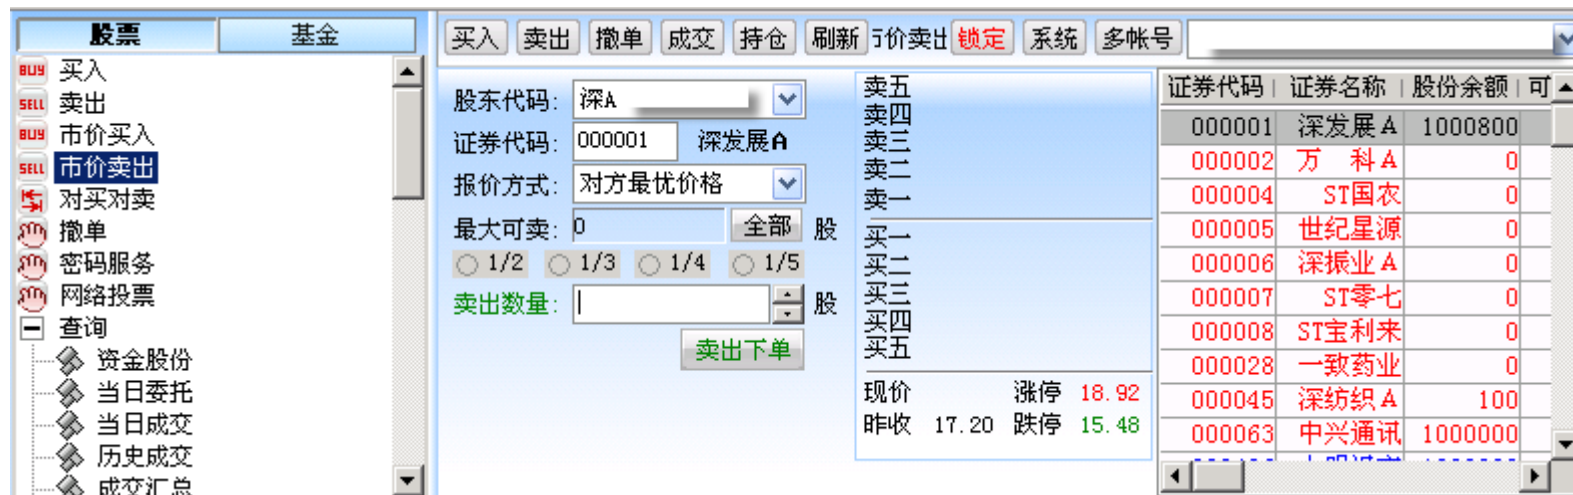 股票 基金
买入 卖出 撤单 成交 持仓 刷新 市价卖出 锁定 系统 多帐号
买入
卖出
市价买入
市价卖出
对买对卖
撤单
密码服务
网络投票
查询
资金股份
当日委托
当日成交
历史成交
成交汇总
股东代码: 深A
证券代码: 000001 深发展A
报价方式: 对方最优价格
最大可卖: 0 全部 股
1/2 1/3 1/4 1/5
卖出数量: 股
卖出下单
卖五
卖四
卖三
卖二
卖一
买一
买二
买三
买四
买五
现价 涨停 18.92
昨收 17.20 跌停 15.48
证券代码 证券名称 股份余额 可
000001 深发展A 1000800
000002 万 科A 0
000004 ST国农 0
000005 世纪星源 0
000006 深振业A 0
000007 ST零七 0
000008 ST宝利来 0
000028 一致药业 0
000045 深纺织A 100
000063 中兴通讯 1000000